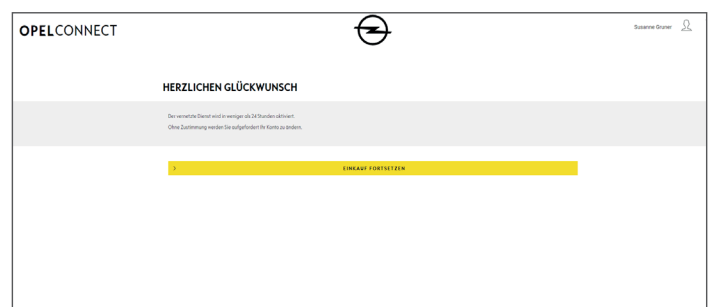 OPELCONNECT
Susanne Gruner
HERZLICHEN GLÜCKWUNSCH
Der vernetzte Dienst wird in weniger als 24 Stunden aktiviert.
Ohne Zustimmung werden Sie aufgefordert Ihr Konto zu ändern.
> EINKAUF FORTSETZEN